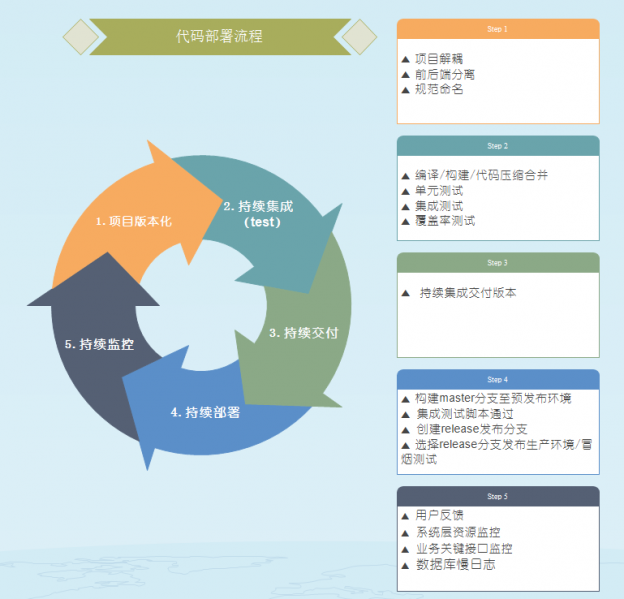 代码部署流程
1. 项目版本化
2. 持续集成
（test）
3. 持续交付
4. 持续部署
5. 持续监控
Step 1
▲ 项目解耦
▲ 前后端分离
▲ 规范命名
Step 2
▲ 编译/构建/代码压缩合并
▲ 单元测试
▲ 集成测试
▲ 覆盖率测试
Step 3
▲ 持续集成交付版本
Step 4
▲ 构建master分支至预发布环境
▲ 集成测试脚本通过
▲ 创建release发布分支
▲ 选择release分支发布生产环境/冒
烟测试
Step 5
▲ 用户反馈
▲ 系统层资源监控
▲ 业务关键接口监控
▲ 数据库慢日志